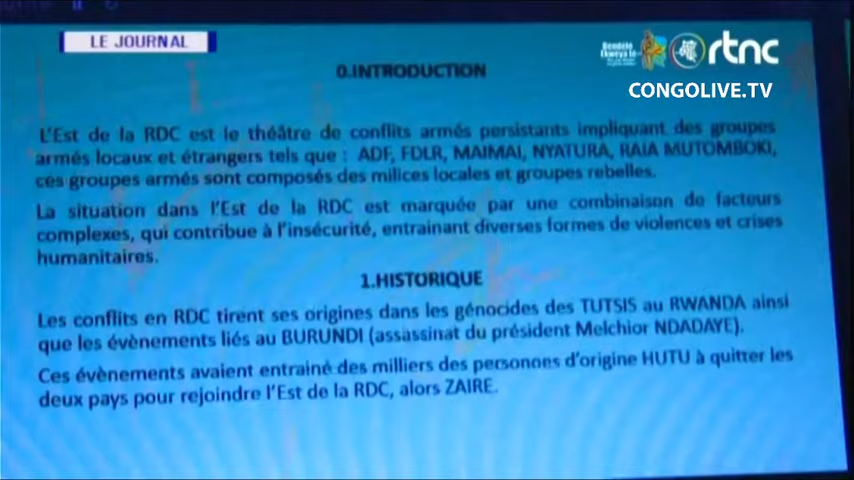 LE JOURNAL
Bendele
Ekweya te
rtnc
CONGOLIVE.TV
0.INTRODUCTION
L'Est de la RDC est le théâtre de conflits armés persistants impliquant des groupes
armés locaux et étrangers tels que : ADF, FDLR, MAIMAI, NYATURA, RAIA MUTOMBOKI,
ces groupes armés sont composés des milices locales et groupes rebelles.
La situation dans l'Est de la RDC est marquée par une combinaison de facteurs
complexes, qui contribue à l'insécurité, entrainant diverses formes de violences et crises
humanitaires.
1.HISTORIQUE
Les conflits en RDC tirent ses origines dans les génocides des TUTSIS au RWANDA ainsi
que les évènements liés au BURUNDI (assassinat du président Melchior NDADAYE).
Ces évènements avaient entrainé des milliers des personnes d'origine HUTU à quitter les
deux pays pour rejoindre l'Est de la RDC, alors ZAIRE.